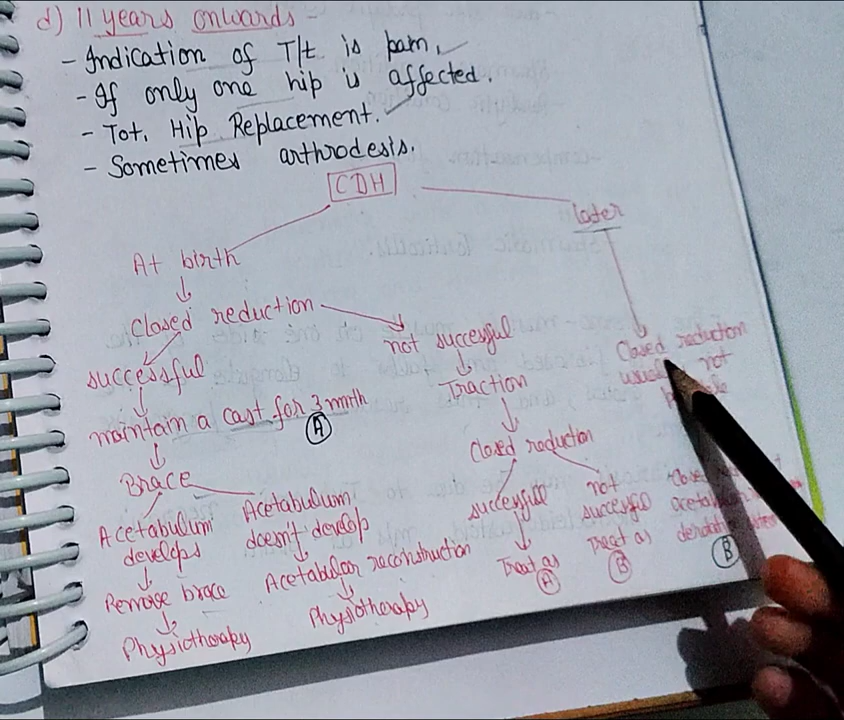 d) 11 years onwards -
- Indication of T/t is pain.
- If only one hip is affected.
- Tot. Hip Replacement.
- Sometimes arthrodesis.
CDH
At birth
Closed reduction
successful
maintain a cast for 3 mnth
A
Brace
Acetabulum
develops
Remove brace
Physiotherapy
Acetabulum
doesn't develop
Acetabular reconstruction
Physiotherapy
not successful
Traction
Closed reduction
successful
Treat as
A
not
successful
Treat as
B
later
Closed reduction
not
B